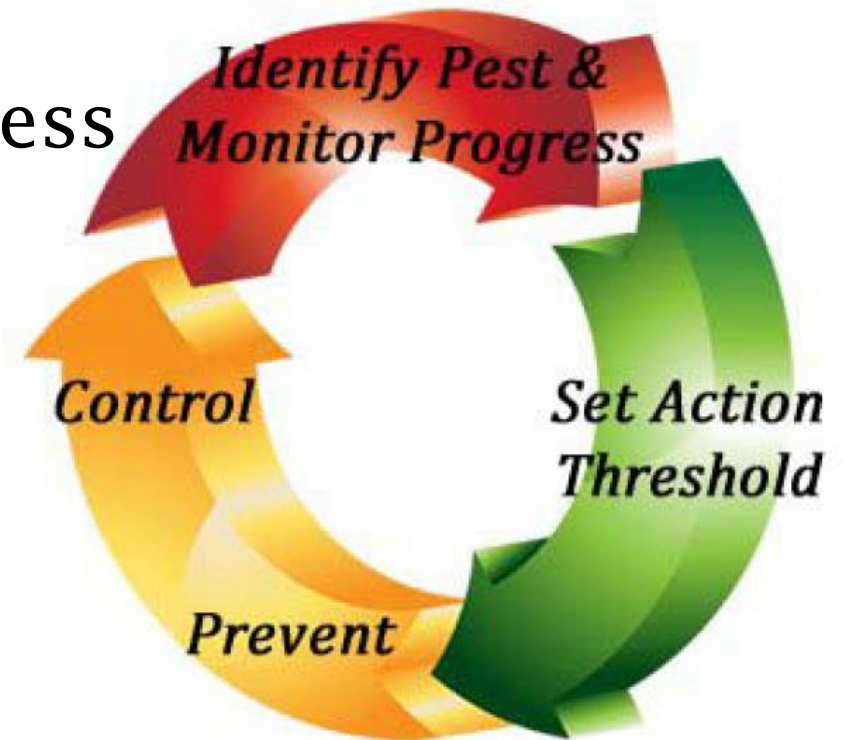 ess
Identify Pest &
Monitor Progress
Set Action
Threshold
Prevent
Control